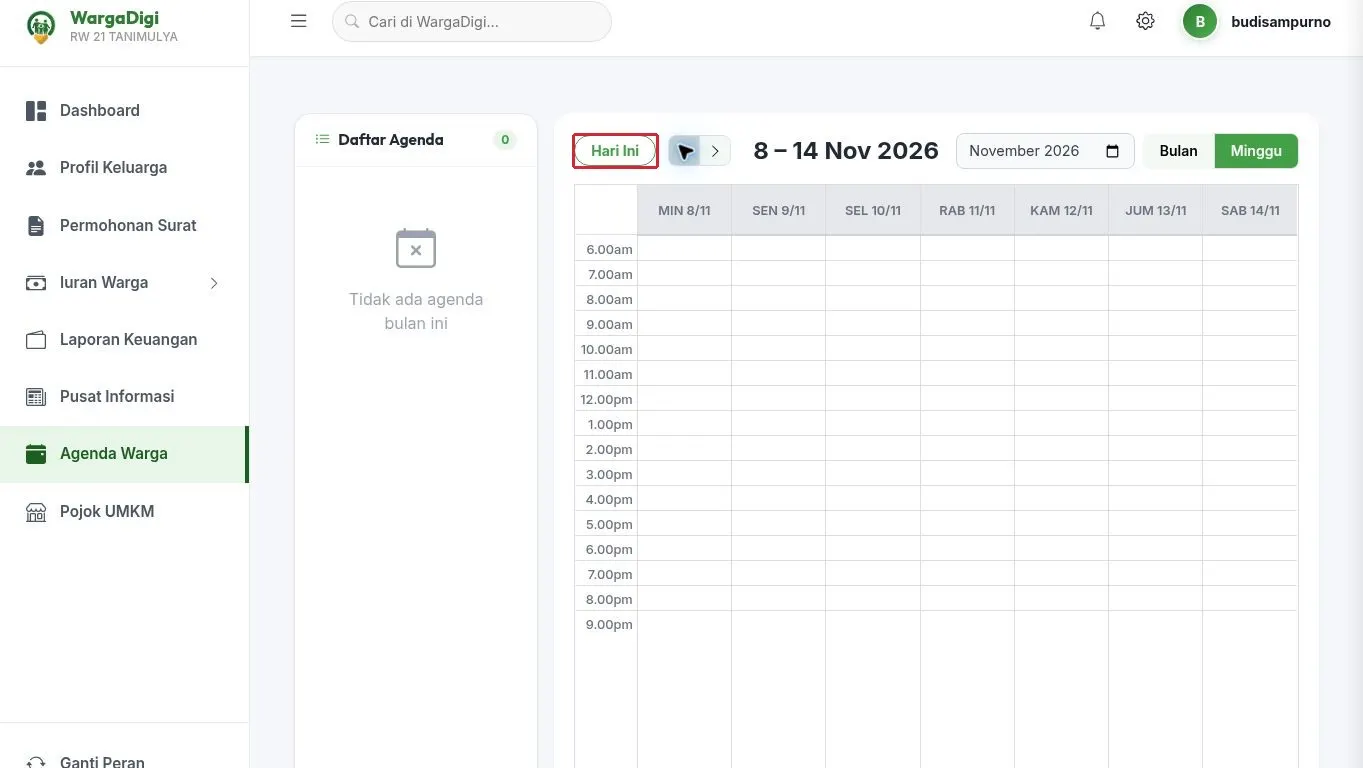 WargaDigi
RW 21 TANIMULYA
Cari di WargaDigi...
B
budisampurno
Dashboard
Profil Keluarga
Permohonan Surat
Iuran Warga
Laporan Keuangan
Pusat Informasi
Agenda Warga
Pojok UMKM
Ganti Peran
Daftar Agenda
0
Tidak ada agenda
bulan ini
Hari Ini
8 – 14 Nov 2026
November 2026
Bulan
Minggu
MIN 8/11
SEN 9/11
SEL 10/11
RAB 11/11
KAM 12/11
JUM 13/11
SAB 14/11
6.00am
7.00am
8.00am
9.00am
10.00am
11.00am
12.00pm
1.00pm
2.00pm
3.00pm
4.00pm
5.00pm
6.00pm
7.00pm
8.00pm
9.00pm